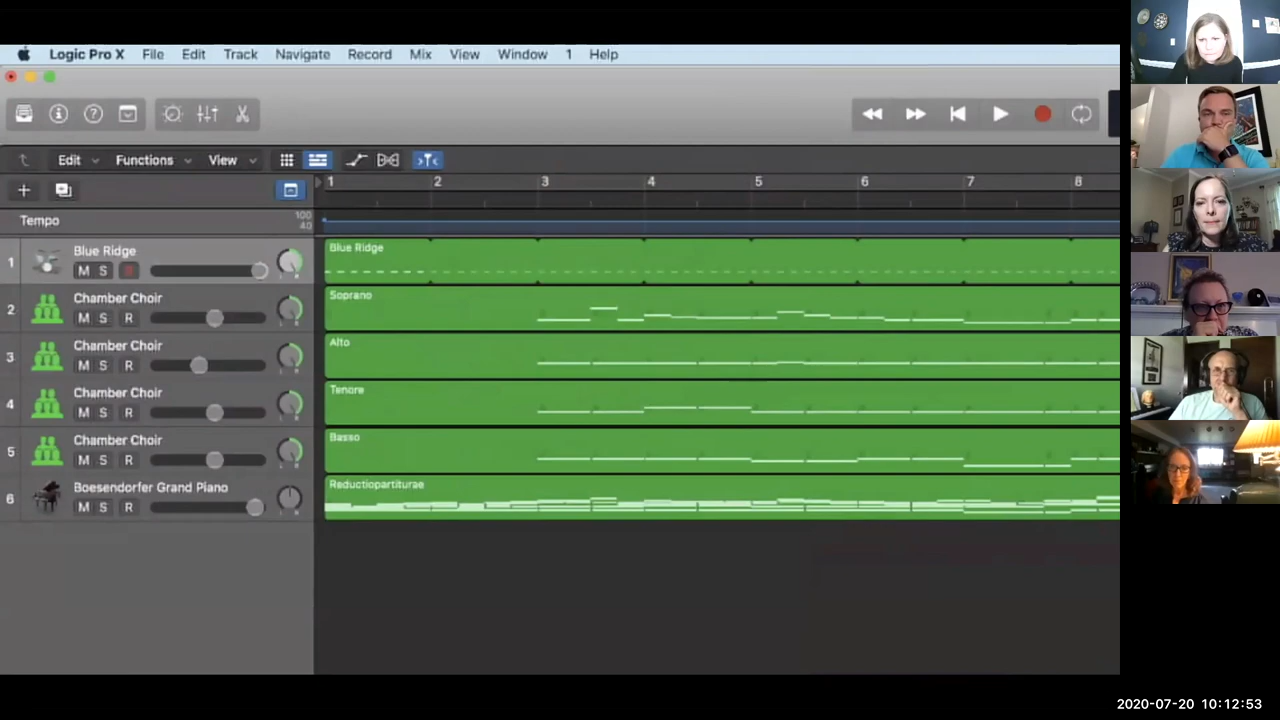 Logic Pro X File Edit Track Navigate Record Mix View Window 1 Help
Edit Functions View
1 2 3 4 5 6 7 8
Tempo 100
40
1 Blue Ridge
M S R
Blue Ridge
2 Chamber Choir
M S R
Soprano
3 Chamber Choir
M S R
Alto
4 Chamber Choir
M S R
Tenore
5 Chamber Choir
M S R
Basso
6 Boesendorfer Grand Piano
M S R
Reductiopartiturae
2020-07-20 10:12:53